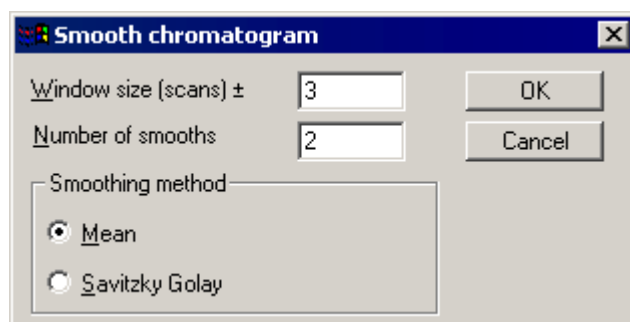 Smooth chromatogram
Window size (scans) ± 3 OK
Number of smooths 2 Cancel
Smoothing method
Mean
Savitzky Golay